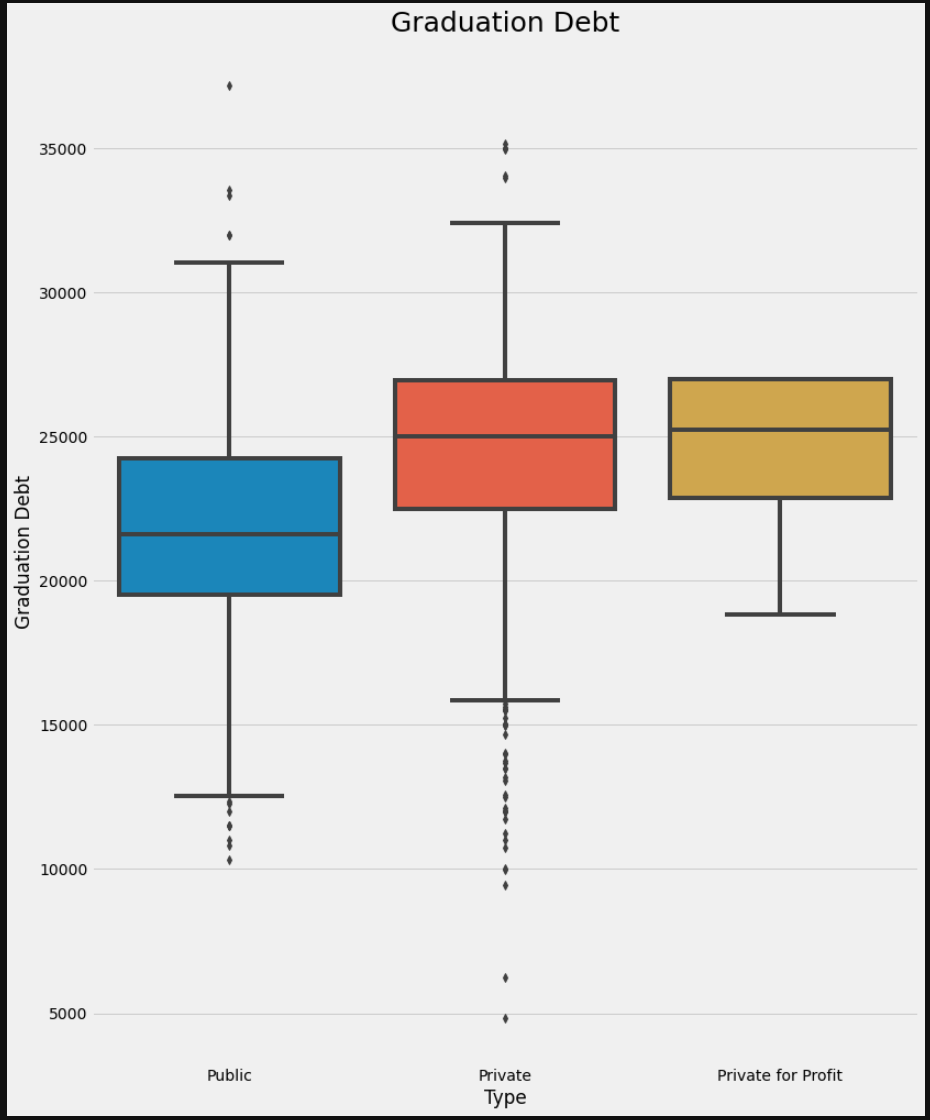 Graduation Debt
35000
30000
25000
20000
15000
10000
5000
Graduation Debt
Public
Private
Private for Profit
Type